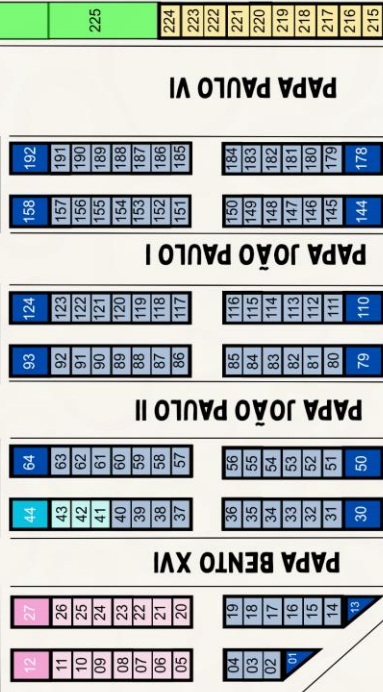 225 224 223 222 221 220 219 218 217 216 215
PAPA PAULO VI
192 191 190 189 188 187 186 185 184 183 182 181 180 179 178
158 157 156 155 154 153 152 151 150 149 148 147 146 145 144
PAPA JOÃO PAULO I
124 123 122 121 120 119 118 117 116 115 114 113 112 111 110
93 92 91 90 89 88 87 86 85 84 83 82 81 80 79
PAPA JOÃO PAULO II
64 63 62 61 60 59 58 57 56 55 54 53 52 51 50
44 43 42 41 40 39 38 37 36 35 34 33 32 31 30
PAPA BENTO XVI
27 26 25 24 23 22 21 20 19 18 17 16 15 14 13
12 11 10 09 08 07 06 05 04 03 02 01